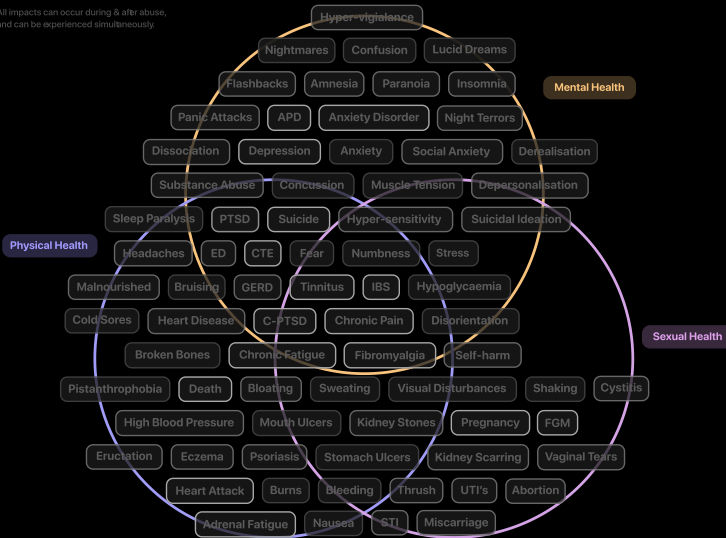 All impacts can occur during & after abuse,
and can be experienced simultaneously.
Hyper-vigialance
Nightmares Confusion Lucid Dreams
Flashbacks Amnesia Paranoia Insomnia
Mental Health
Panic Attacks APD Anxiety Disorder Night Terrors
Dissociation Depression Anxiety Social Anxiety Derealisation
Substance Abuse Concussion Muscle Tension Depersonalisation
Sleep Paralysis PTSD Suicide Hyper-sensitivity Suicidal Ideation
Physical Health
Headaches ED CTE Fear Numbness Stress
Malnourished Bruising GERD Tinnitus IBS Hypoglycaemia
Cold Sores Heart Disease C-PTSD Chronic Pain Disorientation
Sexual Health
Broken Bones Chronic Fatigue Fibromyalgia Self-harm
Pistanthrophobia Death Bloating Sweating Visual Disturbances Shaking Cystitis
High Blood Pressure Mouth Ulcers Kidney Stones Pregnancy FGM
Eructation Eczema Psoriasis Stomach Ulcers Kidney Scarring Vaginal Tears
Heart Attack Burns Bleeding Thrush UTI's Abortion
Adrenal Fatigue Nausea STI Miscarriage